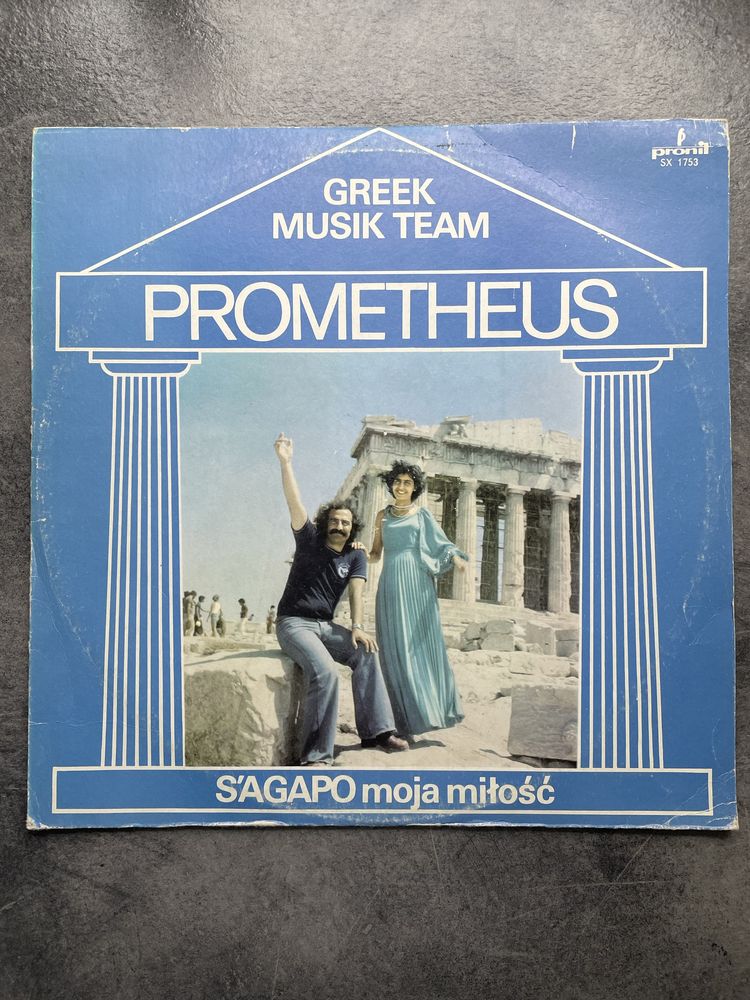 pronit
SX 1753
GREEK
MUSIK TEAM
PROMETHEUS
S'AGAPO moja miłość